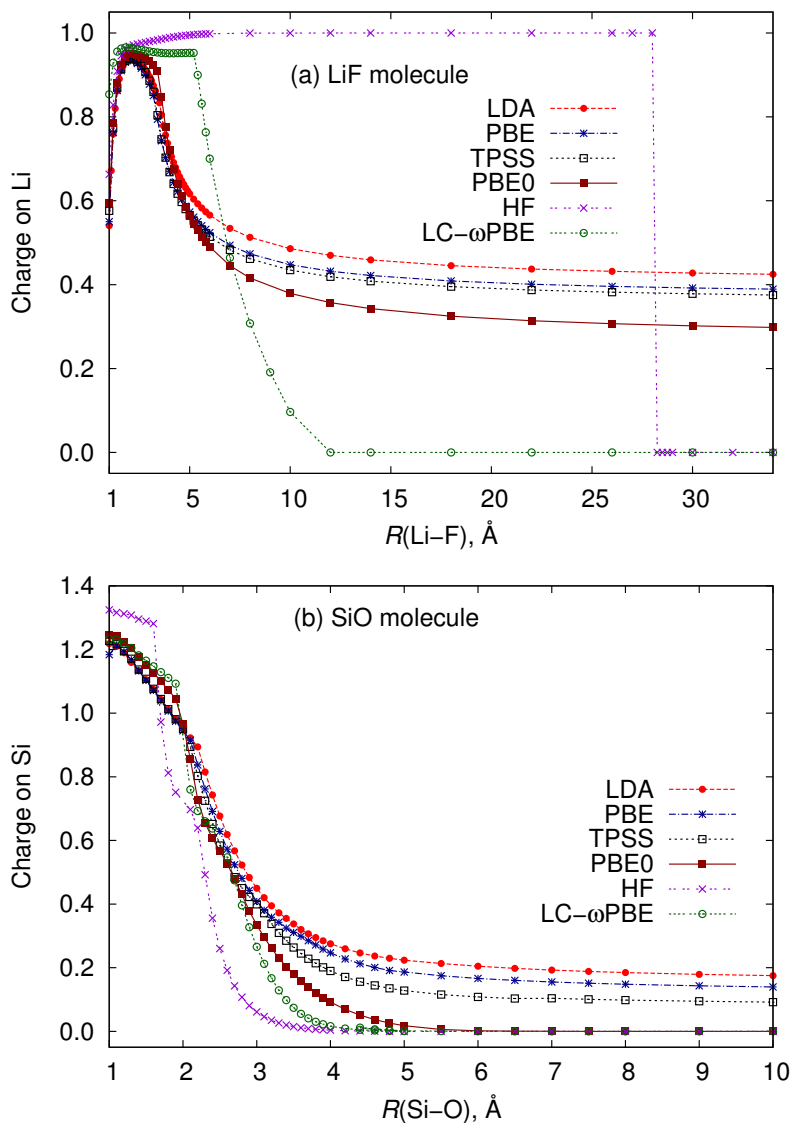 1.0
0.8
0.6
0.4
0.2
0.0
Charge on Li
(a) LiF molecule
LDA
PBE
TPSS
PBE0
HF
LC−ωPBE
1 5 10 15 20 25 30
R(Li−F), Å
1.4
1.2
1.0
0.8
0.6
0.4
0.2
0.0
Charge on Si
(b) SiO molecule
LDA
PBE
TPSS
PBE0
HF
LC−ωPBE
1 2 3 4 5 6 7 8 9 10
R(Si−O), Å